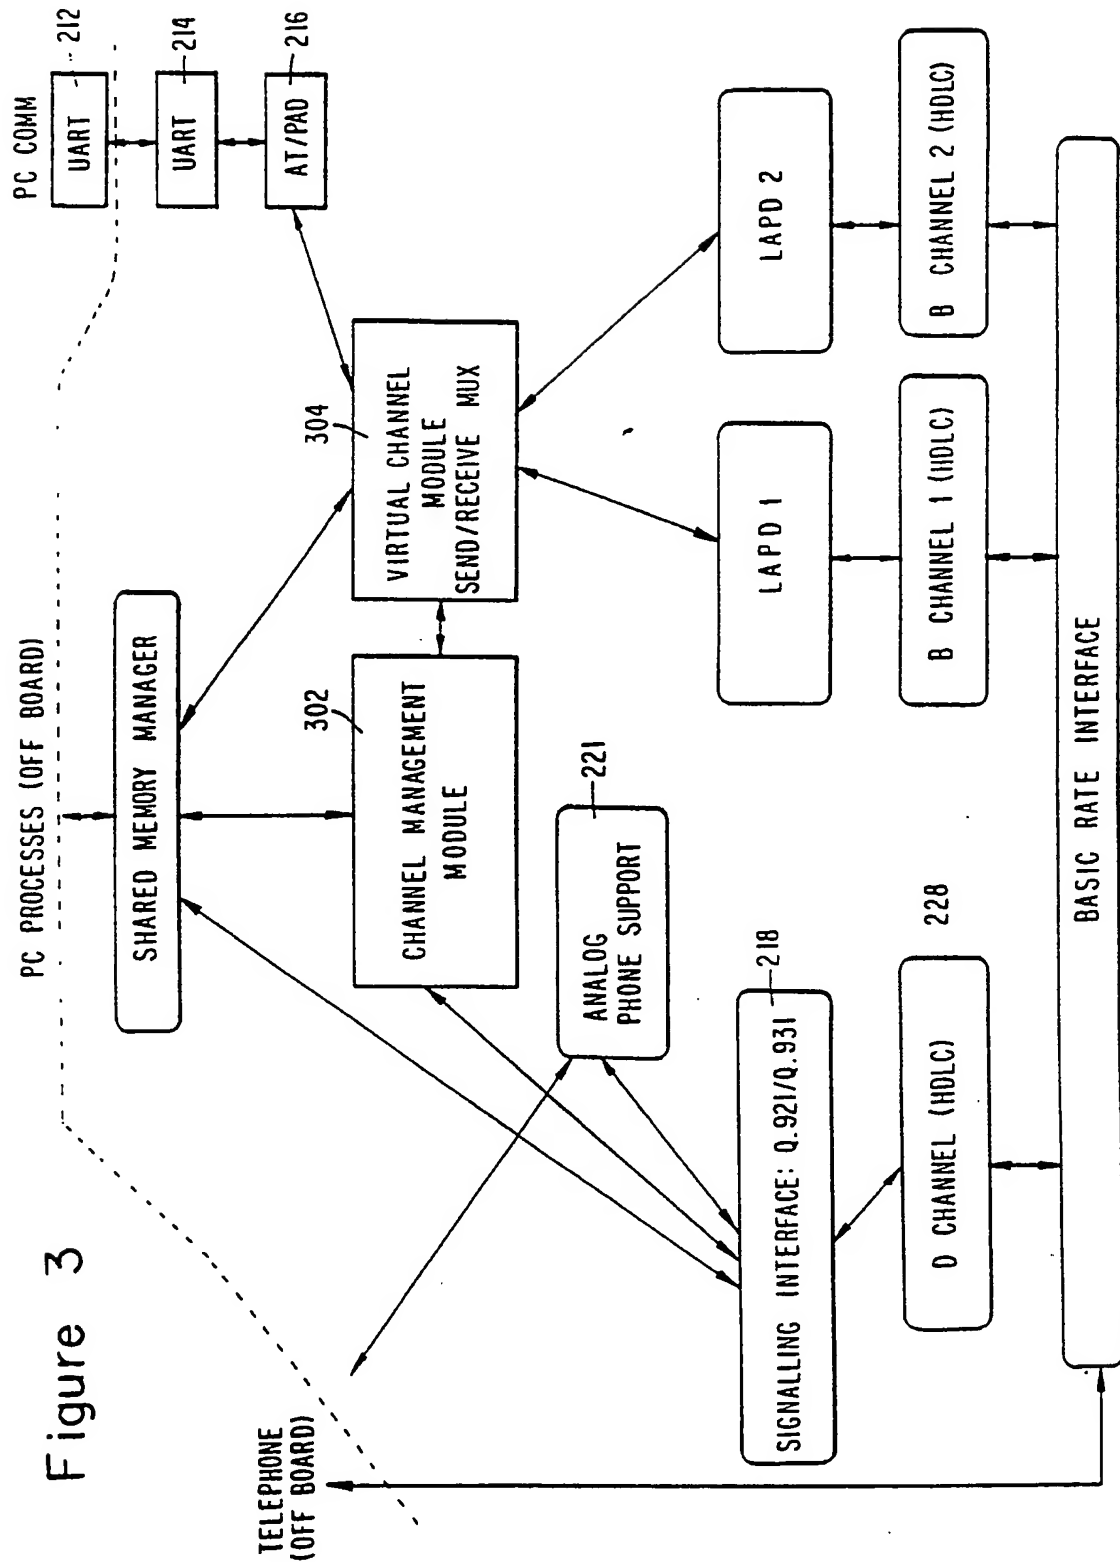 Figure 3
PC PROCESSES (OFF BOARD)
PC COMM
UART
212
UART
214
AT/PAD
216
SHARED MEMORY MANAGER
TELEPHONE
(OFF BOARD)
302
CHANNEL MANAGEMENT
MODULE
304
VIRTUAL CHANNEL
MODULE
SEND/RECEIVE MUX
221
ANALOG
PHONE SUPPORT
218
SIGNALLING INTERFACE: Q.921/Q.931
LAPD 1
LAPD 2
228
D CHANNEL (HDLC)
B CHANNEL 1 (HDLC)
B CHANNEL 2 (HDLC)
BASIC RATE INTERFACE